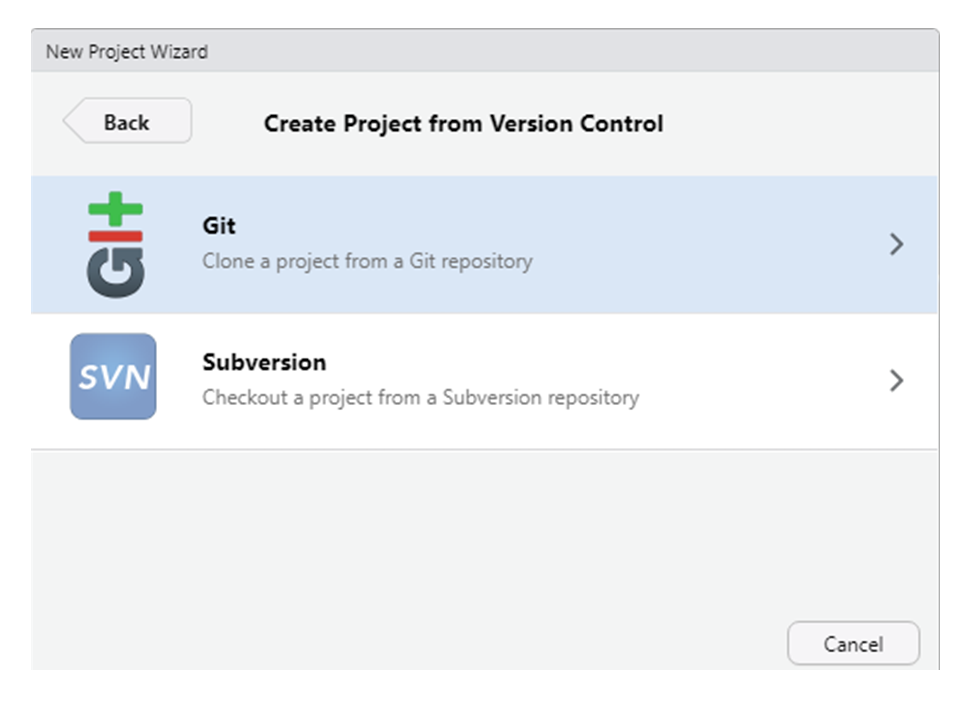 New Project Wizard
Back
Create Project from Version Control
GIt
Git
Clone a project from a Git repository
SVN
Subversion
Checkout a project from a Subversion repository
Cancel